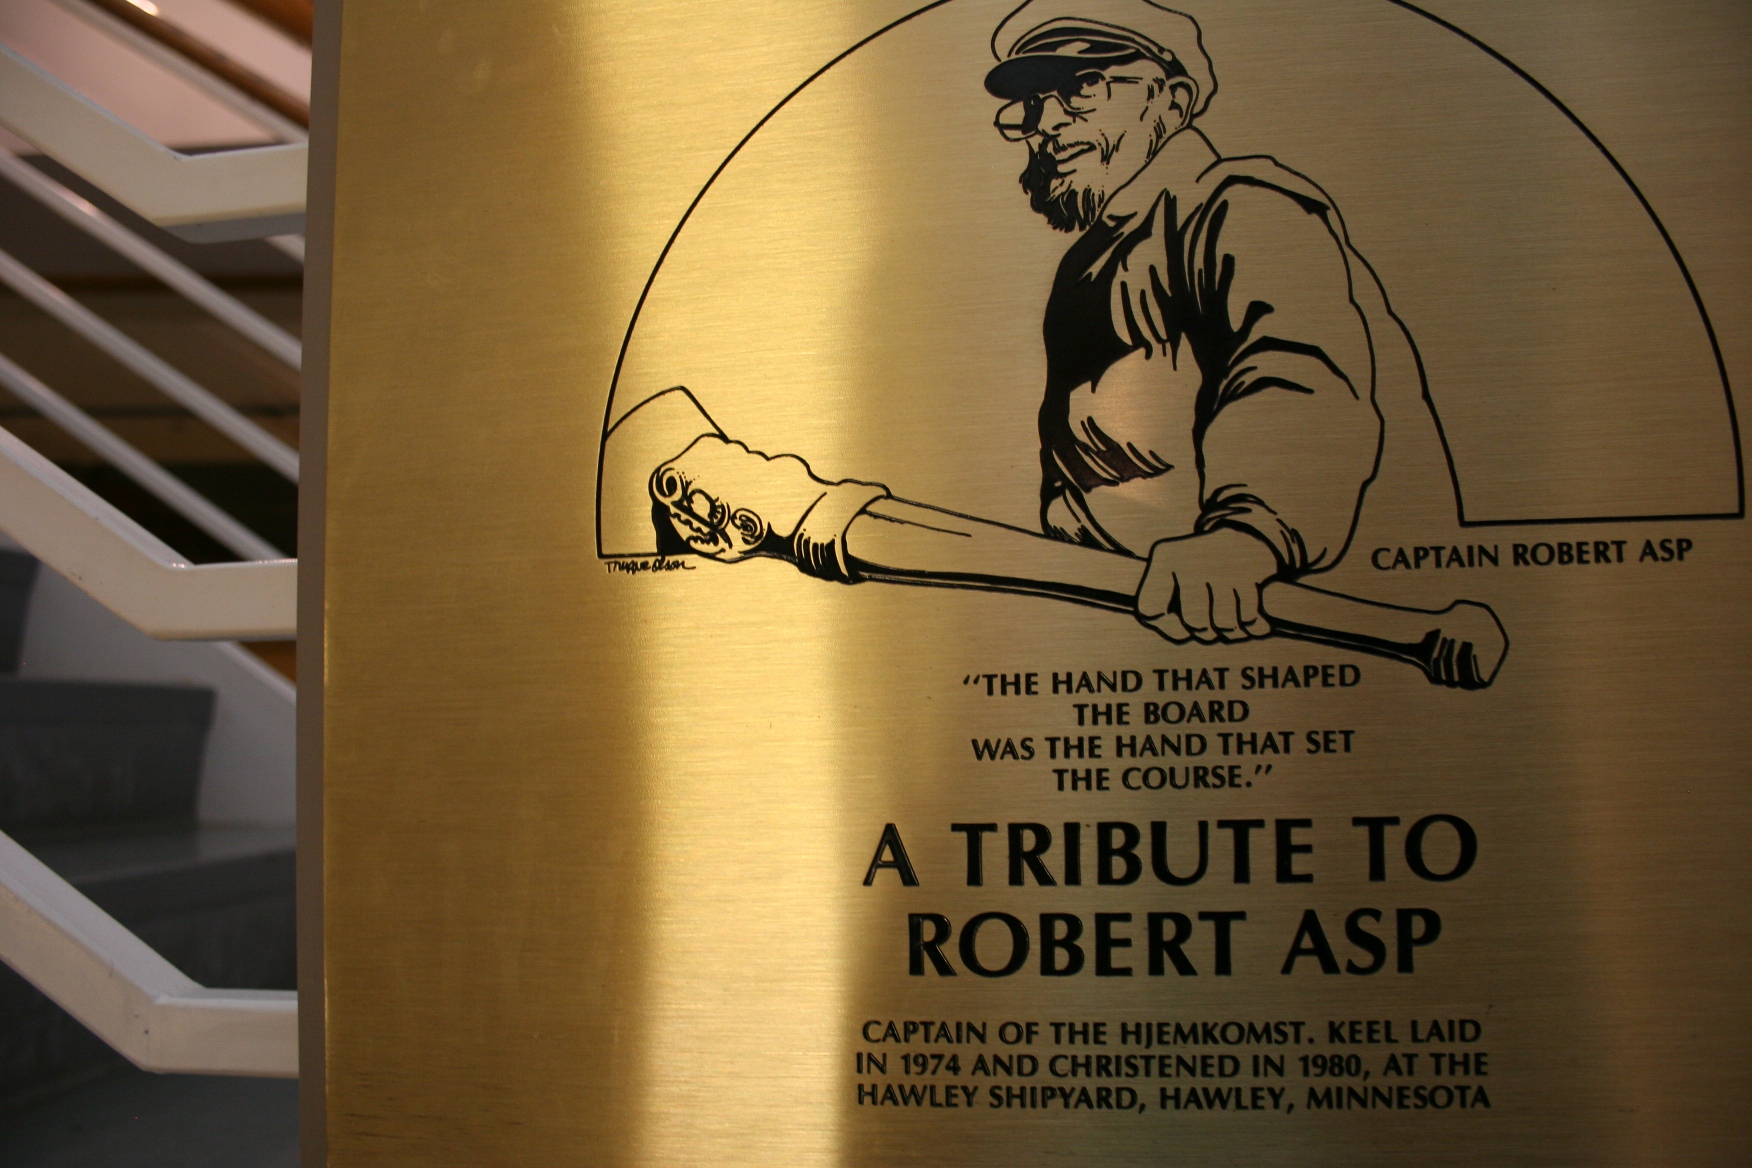 CAPTAIN ROBERT ASP
“THE HAND THAT SHAPED
THE BOARD
WAS THE HAND THAT SET
THE COURSE.”
A TRIBUTE TO
ROBERT ASP
CAPTAIN OF THE HJEMKOMST. KEEL LAID
IN 1974 AND CHRISTENED IN 1980, AT THE
HAWLEY SHIPYARD, HAWLEY, MINNESOTA